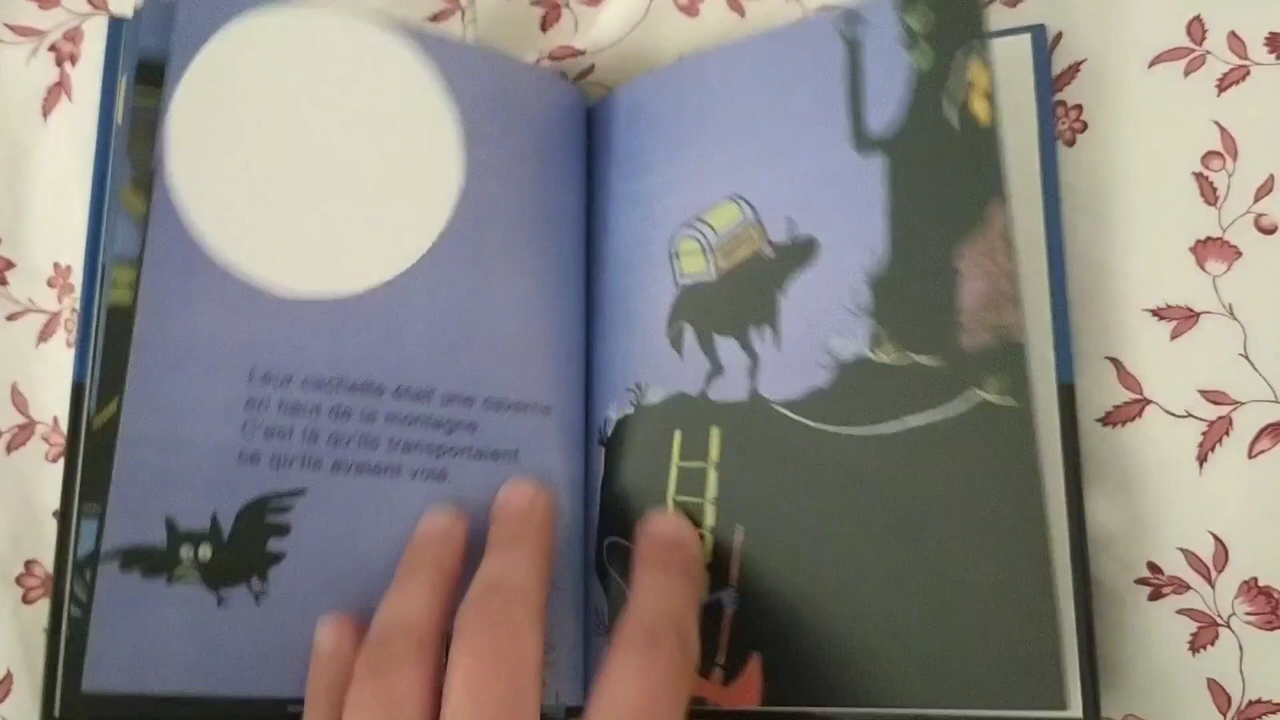 Leur cachette était une caverne
en haut de la montagne.
C'est là qu'ils transportaient
ce qu'ils avaient volé.